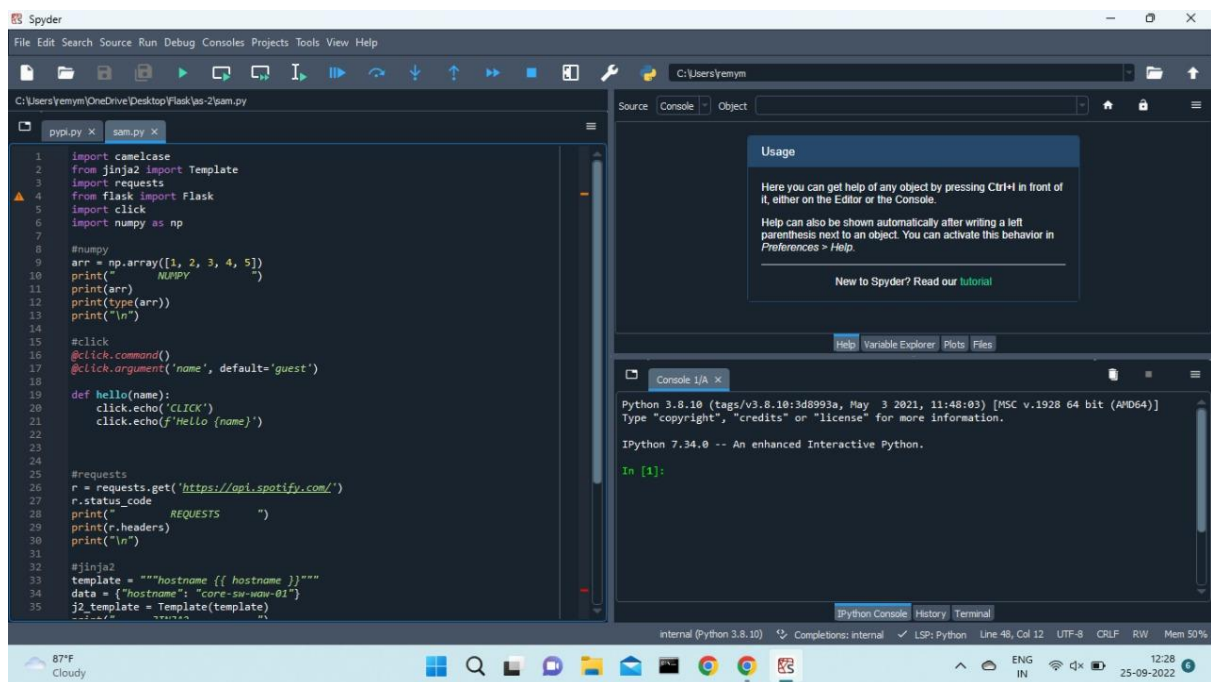 Spyder
File Edit Search Source Run Debug Consoles Projects Tools View Help
C:\Users\remym
C:\Users\remym\OneDrive\Desktop\Flask\as-2\sam.py
pypi.py
sam.py
1 import camelcase
2 from jinja2 import Template
3 import requests
4 from flask import Flask
5 import click
6 import numpy as np
7
8 #numpy
9 arr = np.array([1, 2, 3, 4, 5])
10 print("        NUMPY           ")
11 print(arr)
12 print(type(arr))
13 print("\n")
14
15 #click
16 @click.command()
17 @click.argument('name', default='guest')
18
19 def hello(name):
20     click.echo('CLICK')
21     click.echo(f'Hello {name}')
22
23
24
25 #requests
26 r = requests.get('https://api.spotify.com/')
27 r.status_code
28 print("          REQUESTS       ")
29 print(r.headers)
30 print("\n")
31
32 #jinja2
33 template = """hostname {{ hostname }}"""
34 data = {"hostname": "core-sw-waw-01"}
35 j2_template = Template(template)
Source Console Object
Usage
Here you can get help of any object by pressing Ctrl+I in front of
it, either on the Editor or the Console.
Help can also be shown automatically after writing a left
parenthesis next to an object. You can activate this behavior in
Preferences > Help.
New to Spyder? Read our tutorial
Help Variable Explorer Plots Files
Console 1/A
Python 3.8.10 (tags/v3.8.10:3d8993a, May  3 2021, 11:48:03) [MSC v.1928 64 bit (AMD64)]
Type "copyright", "credits" or "license" for more information.
IPython 7.34.0 -- An enhanced Interactive Python.
In [1]:
IPython Console History Terminal
internal (Python 3.8.10) Completions: internal LSP: Python Line 48, Col 12 UTF-8 CRLF RW Mem 50%
87°F
Cloudy
ENG
IN
12:28
25-09-2022
6